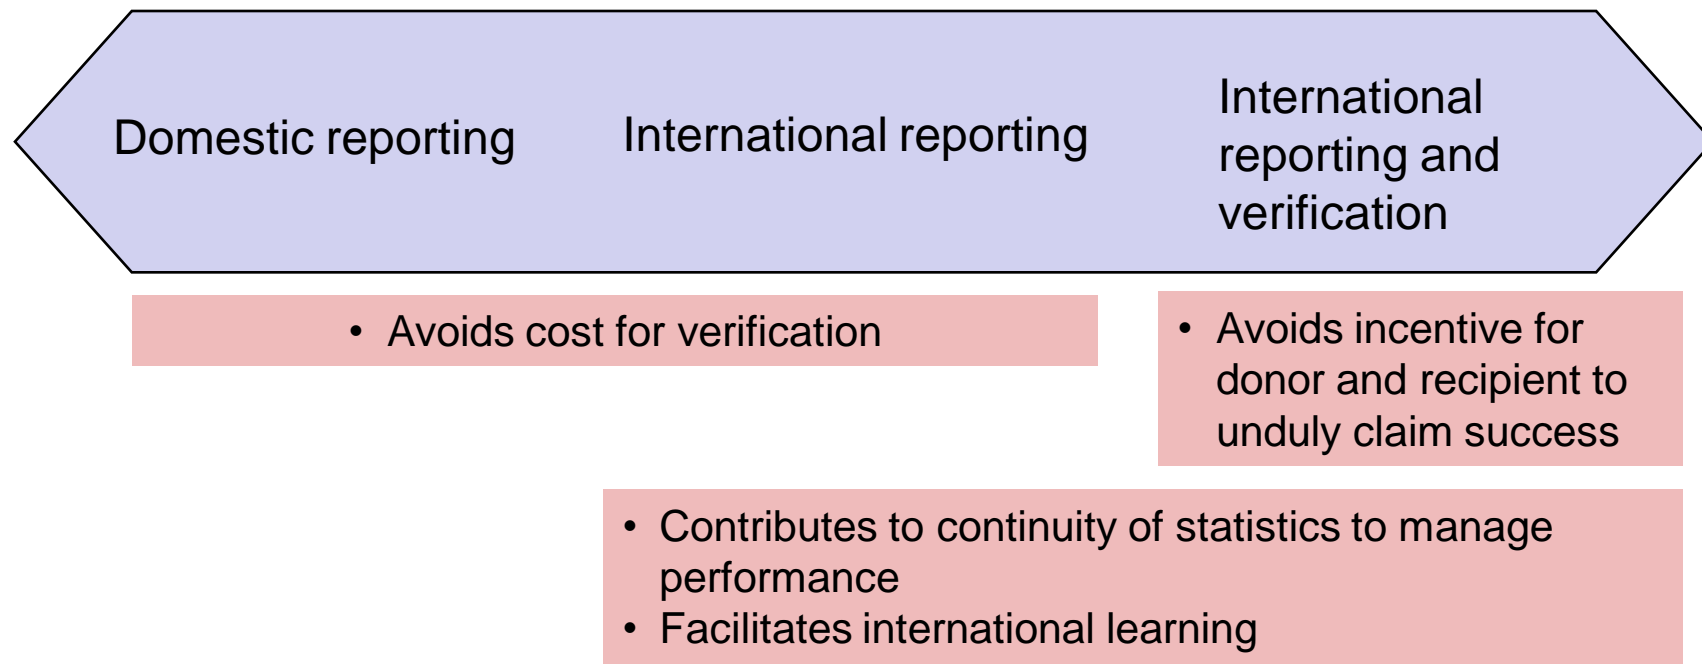 Domestic reporting
International reporting
International
reporting and
verification
• Avoids cost for verification
• Avoids incentive for
donor and recipient to
unduly claim success
• Contributes to continuity of statistics to manage
performance
• Facilitates international learning